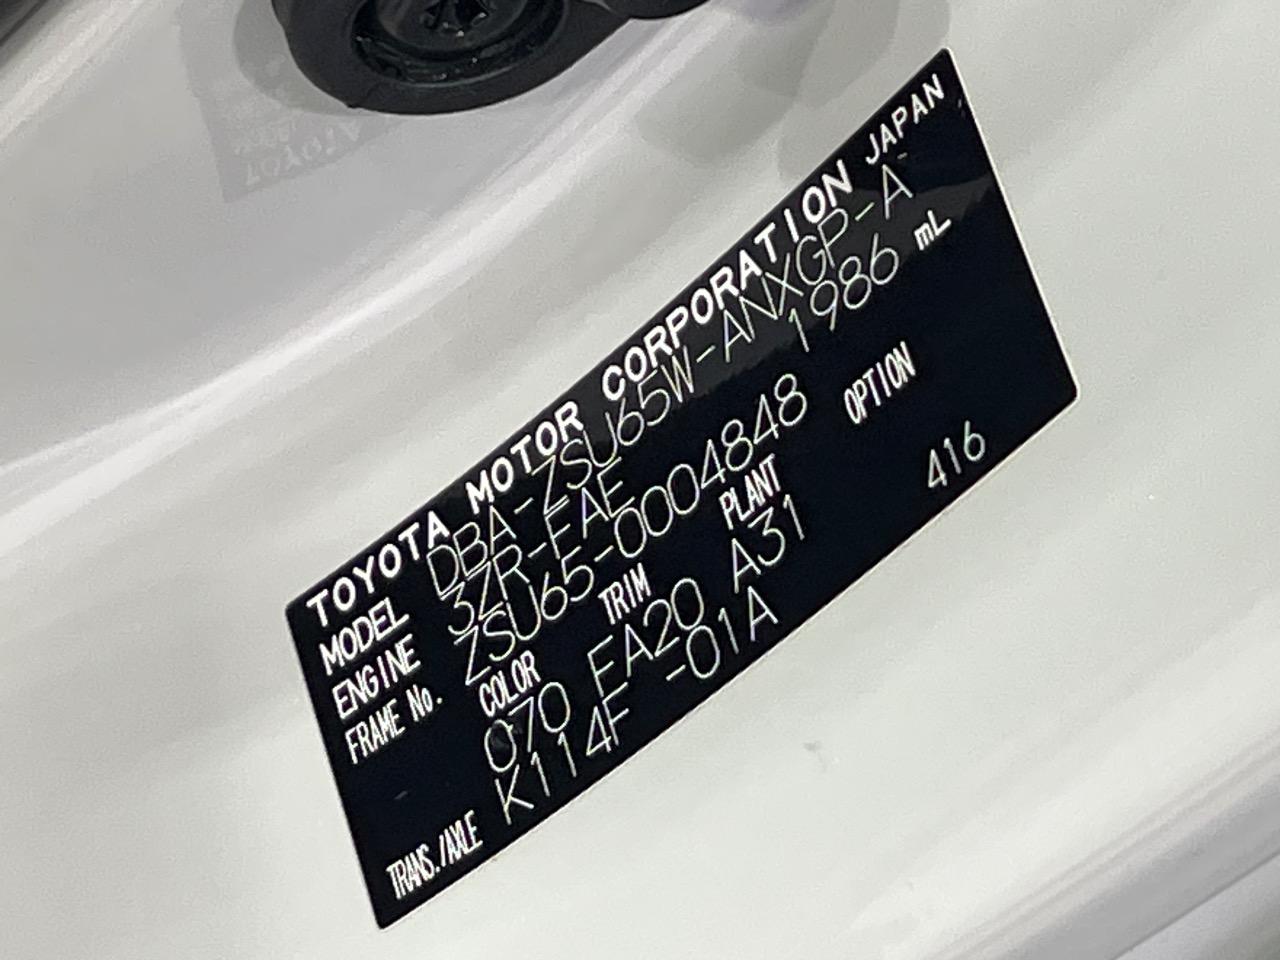 TOYOTA MOTOR CORPORATION JAPAN
MODEL DBA-ZSU65W-ANXGP-A
ENGINE 3ZR-FAE 1986 mL
FRAME No. ZSU65-0004848
COLOR TRIM PLANT OPTION
070 FA20 A31 416
TRANS./AXLE K114F -01A